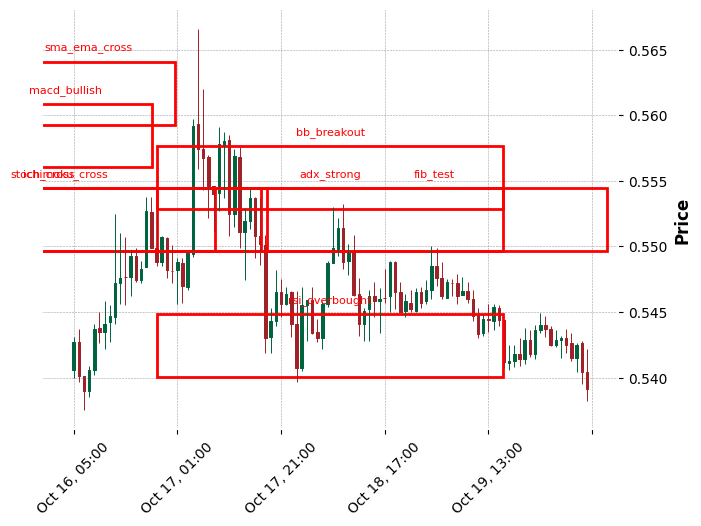 sma_ema_cross
0.565
macd_bullish
0.560
bb_breakout
adx_strong
fib_test
0.555
0.550
Price
rsi_overbought
0.545
0.540
Oct 16, 05:00
Oct 17, 01:00
Oct 17, 21:00
Oct 18, 17:00
Oct 19, 13:00